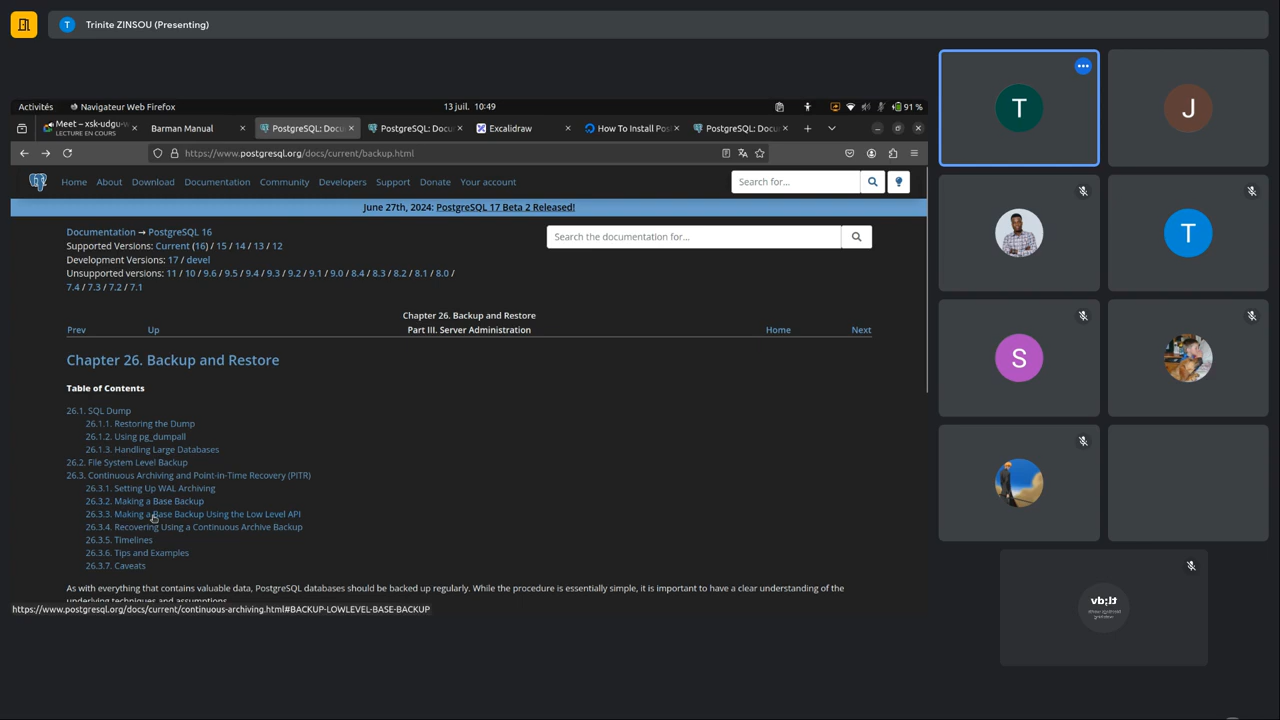 Trinite ZINSOU (Presenting)
Activités
Navigateur Web Firefox
13 juil. 10:49
91 %
Meet – xsk-udgu-
LECTURE EN COURS
Barman Manual
PostgreSQL: Docu
PostgreSQL: Docu
Excalidraw
How To Install Pos
PostgreSQL: Docu
https://www.postgresql.org/docs/current/backup.html
Home About Download Documentation Community Developers Support Donate Your account
Search for...
June 27th, 2024: PostgreSQL 17 Beta 2 Released!
Documentation → PostgreSQL 16
Supported Versions: Current (16) / 15 / 14 / 13 / 12
Development Versions: 17 / devel
Unsupported versions: 11 / 10 / 9.6 / 9.5 / 9.4 / 9.3 / 9.2 / 9.1 / 9.0 / 8.4 / 8.3 / 8.2 / 8.1 / 8.0 /
7.4 / 7.3 / 7.2 / 7.1
Search the documentation for...
Chapter 26. Backup and Restore
Prev Up Part III. Server Administration Home Next
Chapter 26. Backup and Restore
Table of Contents
26.1. SQL Dump
26.1.1. Restoring the Dump
26.1.2. Using pg_dumpall
26.1.3. Handling Large Databases
26.2. File System Level Backup
26.3. Continuous Archiving and Point-in-Time Recovery (PITR)
26.3.1. Setting Up WAL Archiving
26.3.2. Making a Base Backup
26.3.3. Making a Base Backup Using the Low Level API
26.3.4. Recovering Using a Continuous Archive Backup
26.3.5. Timelines
26.3.6. Tips and Examples
26.3.7. Caveats
As with everything that contains valuable data, PostgreSQL databases should be backed up regularly. While the procedure is essentially simple, it is important to have a clear understanding of the
underlying techniques and assumptions.
https://www.postgresql.org/docs/current/continuous-archiving.html#BACKUP-LOWLEVEL-BASE-BACKUP
T
T
J
T
S